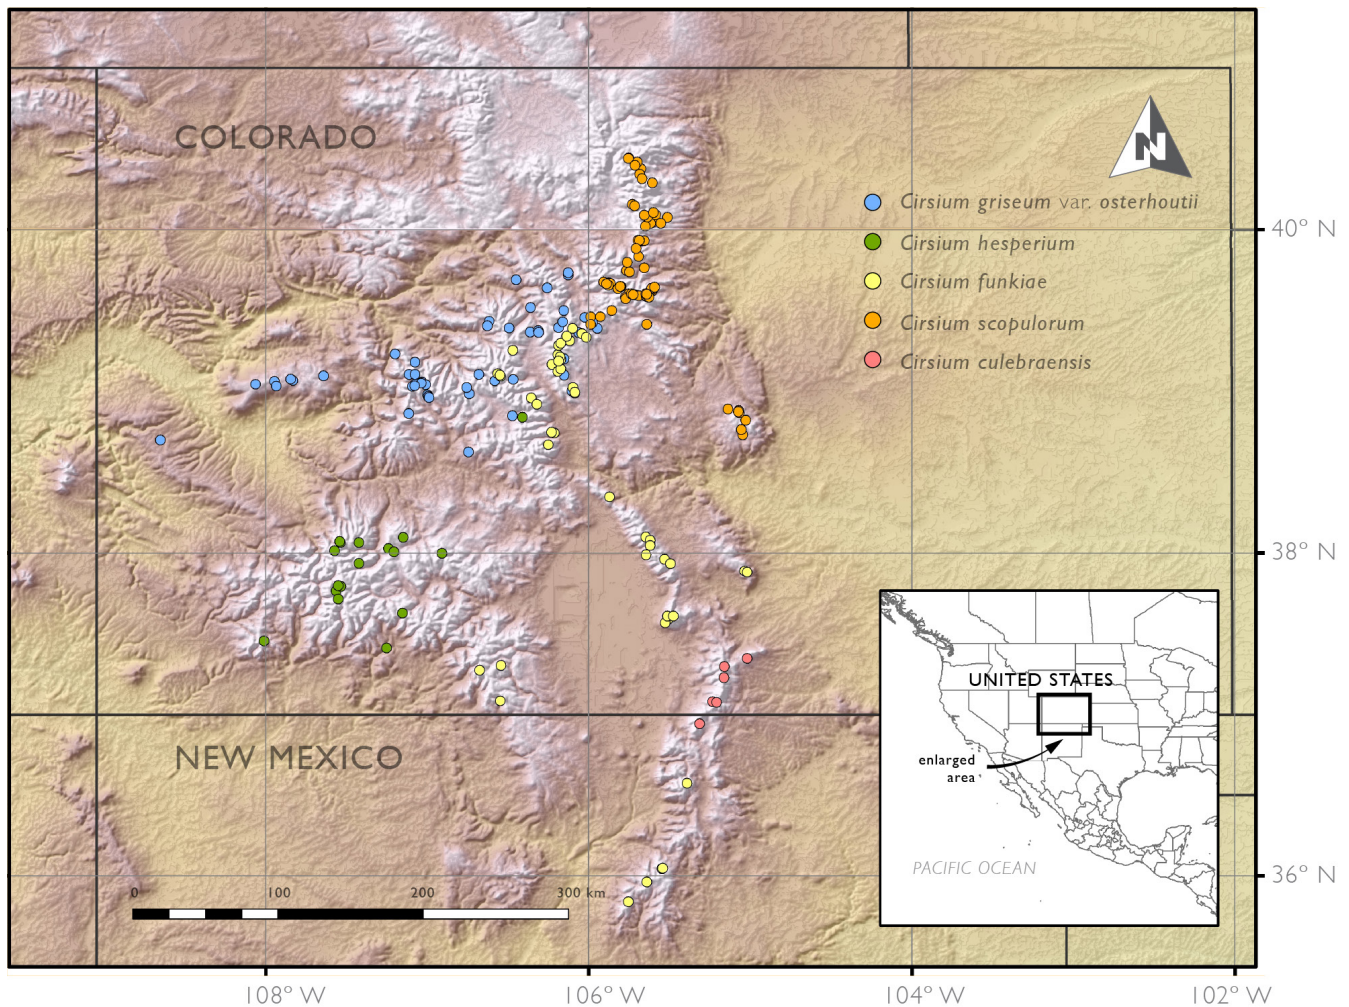 COLORADO
N
Cirsium griseum var. osterhoutii
Cirsium hesperium
Cirsium funkiae
Cirsium scopulorum
Cirsium culebraensis
40° N
38° N
36° N
NEW MEXICO
UNITED STATES
enlarged
area
PACIFIC OCEAN
0 100 200 300 km
108° W 106° W 104° W 102° W